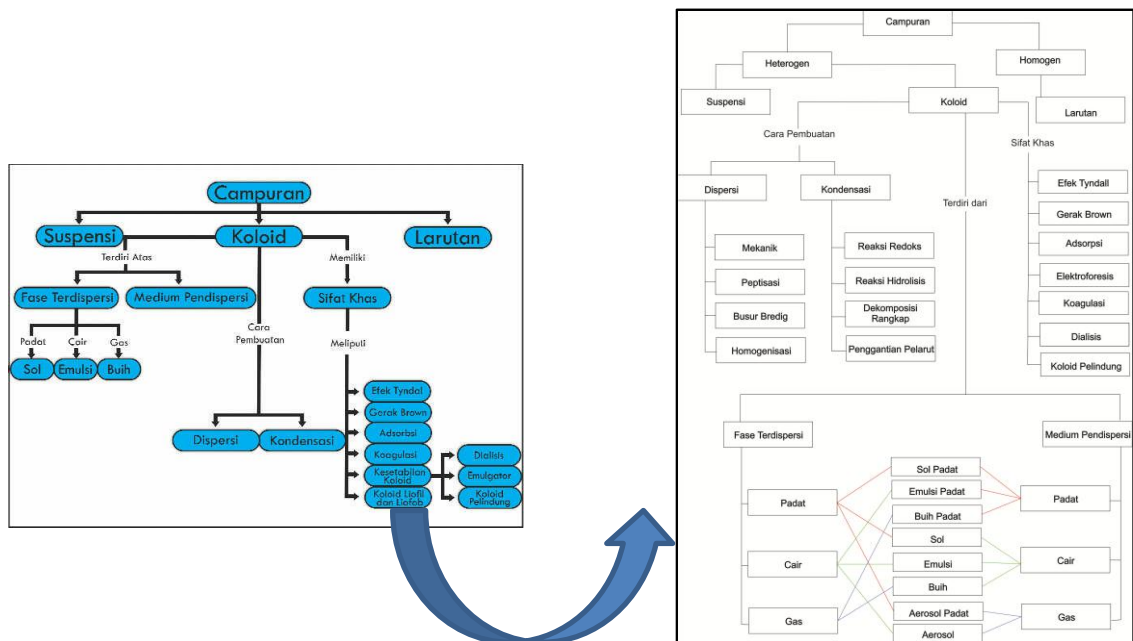 Campuran
Suspensi
Koloid
Larutan
Terdiri Atas
Memiliki
Fase Terdispersi
Medium Pendispersi
Sifat Khas
Cara
Pembuatan
Padat
Cair
Gas
Meliputi
Sol
Emulsi
Buih
Efek Tyndal
Gerak Brown
Adsorbsi
Koagulasi
Kesetabilan
Koloid
Koloid Liofil
dan Liofob
Dispersi
Kondensasi
Dialisis
Emulgator
Koloid
Pelindung
Campuran
Heterogen
Homogen
Suspensi
Koloid
Larutan
Cara Pembuatan
Sifat Khas
Dispersi
Kondensasi
Terdiri dari
Efek Tyndall
Gerak Brown
Adsorpsi
Elektroforesis
Koagulasi
Dialisis
Koloid Pelindung
Mekanik
Peptisasi
Busur Bredig
Homogenisasi
Reaksi Redoks
Reaksi Hidrolisis
Dekomposisi
Rangkap
Penggantian Pelarut
Fase Terdispersi
Medium Pendispersi
Padat
Cair
Gas
Sol Padat
Emulsi Padat
Buih Padat
Sol
Emulsi
Buih
Aerosol Padat
Aerosol
Padat
Cair
Gas